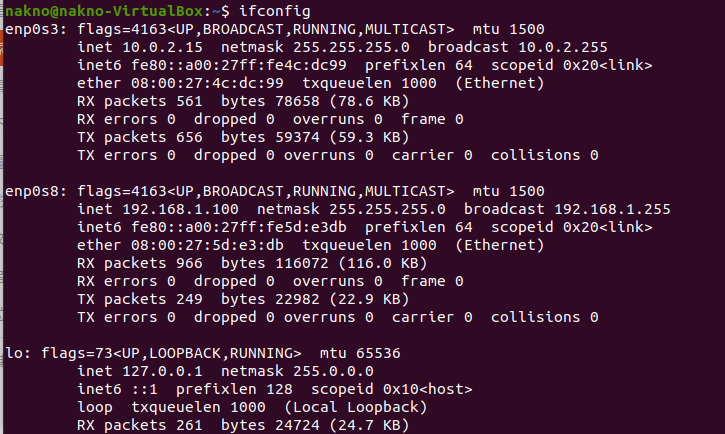 nakno@nakno-VirtualBox:~$ ifconfig
enp0s3: flags=4163<UP,BROADCAST,RUNNING,MULTICAST>  mtu 1500
        inet 10.0.2.15  netmask 255.255.255.0  broadcast 10.0.2.255
        inet6 fe80::a00:27ff:fe4c:dc99  prefixlen 64  scopeid 0x20<link>
        ether 08:00:27:4c:dc:99  txqueuelen 1000  (Ethernet)
        RX packets 561  bytes 78658 (78.6 KB)
        RX errors 0  dropped 0  overruns 0  frame 0
        TX packets 656  bytes 59374 (59.3 KB)
        TX errors 0  dropped 0 overruns 0  carrier 0  collisions 0

enp0s8: flags=4163<UP,BROADCAST,RUNNING,MULTICAST>  mtu 1500
        inet 192.168.1.100  netmask 255.255.255.0  broadcast 192.168.1.255
        inet6 fe80::a00:27ff:fe5d:e3db  prefixlen 64  scopeid 0x20<link>
        ether 08:00:27:5d:e3:db  txqueuelen 1000  (Ethernet)
        RX packets 966  bytes 116072 (116.0 KB)
        RX errors 0  dropped 0  overruns 0  frame 0
        TX packets 249  bytes 22982 (22.9 KB)
        TX errors 0  dropped 0 overruns 0  carrier 0  collisions 0

lo: flags=73<UP,LOOPBACK,RUNNING>  mtu 65536
        inet 127.0.0.1  netmask 255.0.0.0
        inet6 ::1  prefixlen 128  scopeid 0x10<host>
        loop  txqueuelen 1000  (Local Loopback)
        RX packets 261  bytes 24724 (24.7 KB)